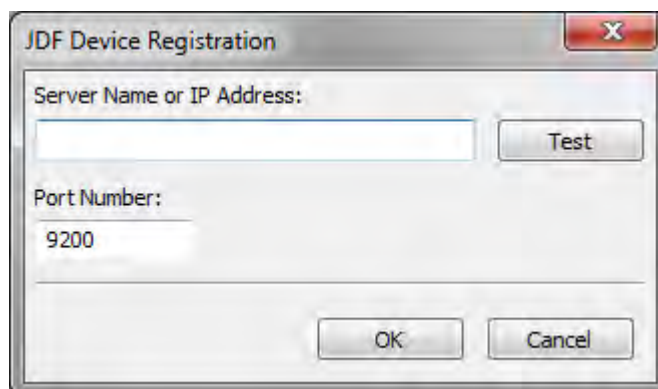 JDF Device Registration
Server Name or IP Address:
Test
Port Number:
9200
OK Cancel